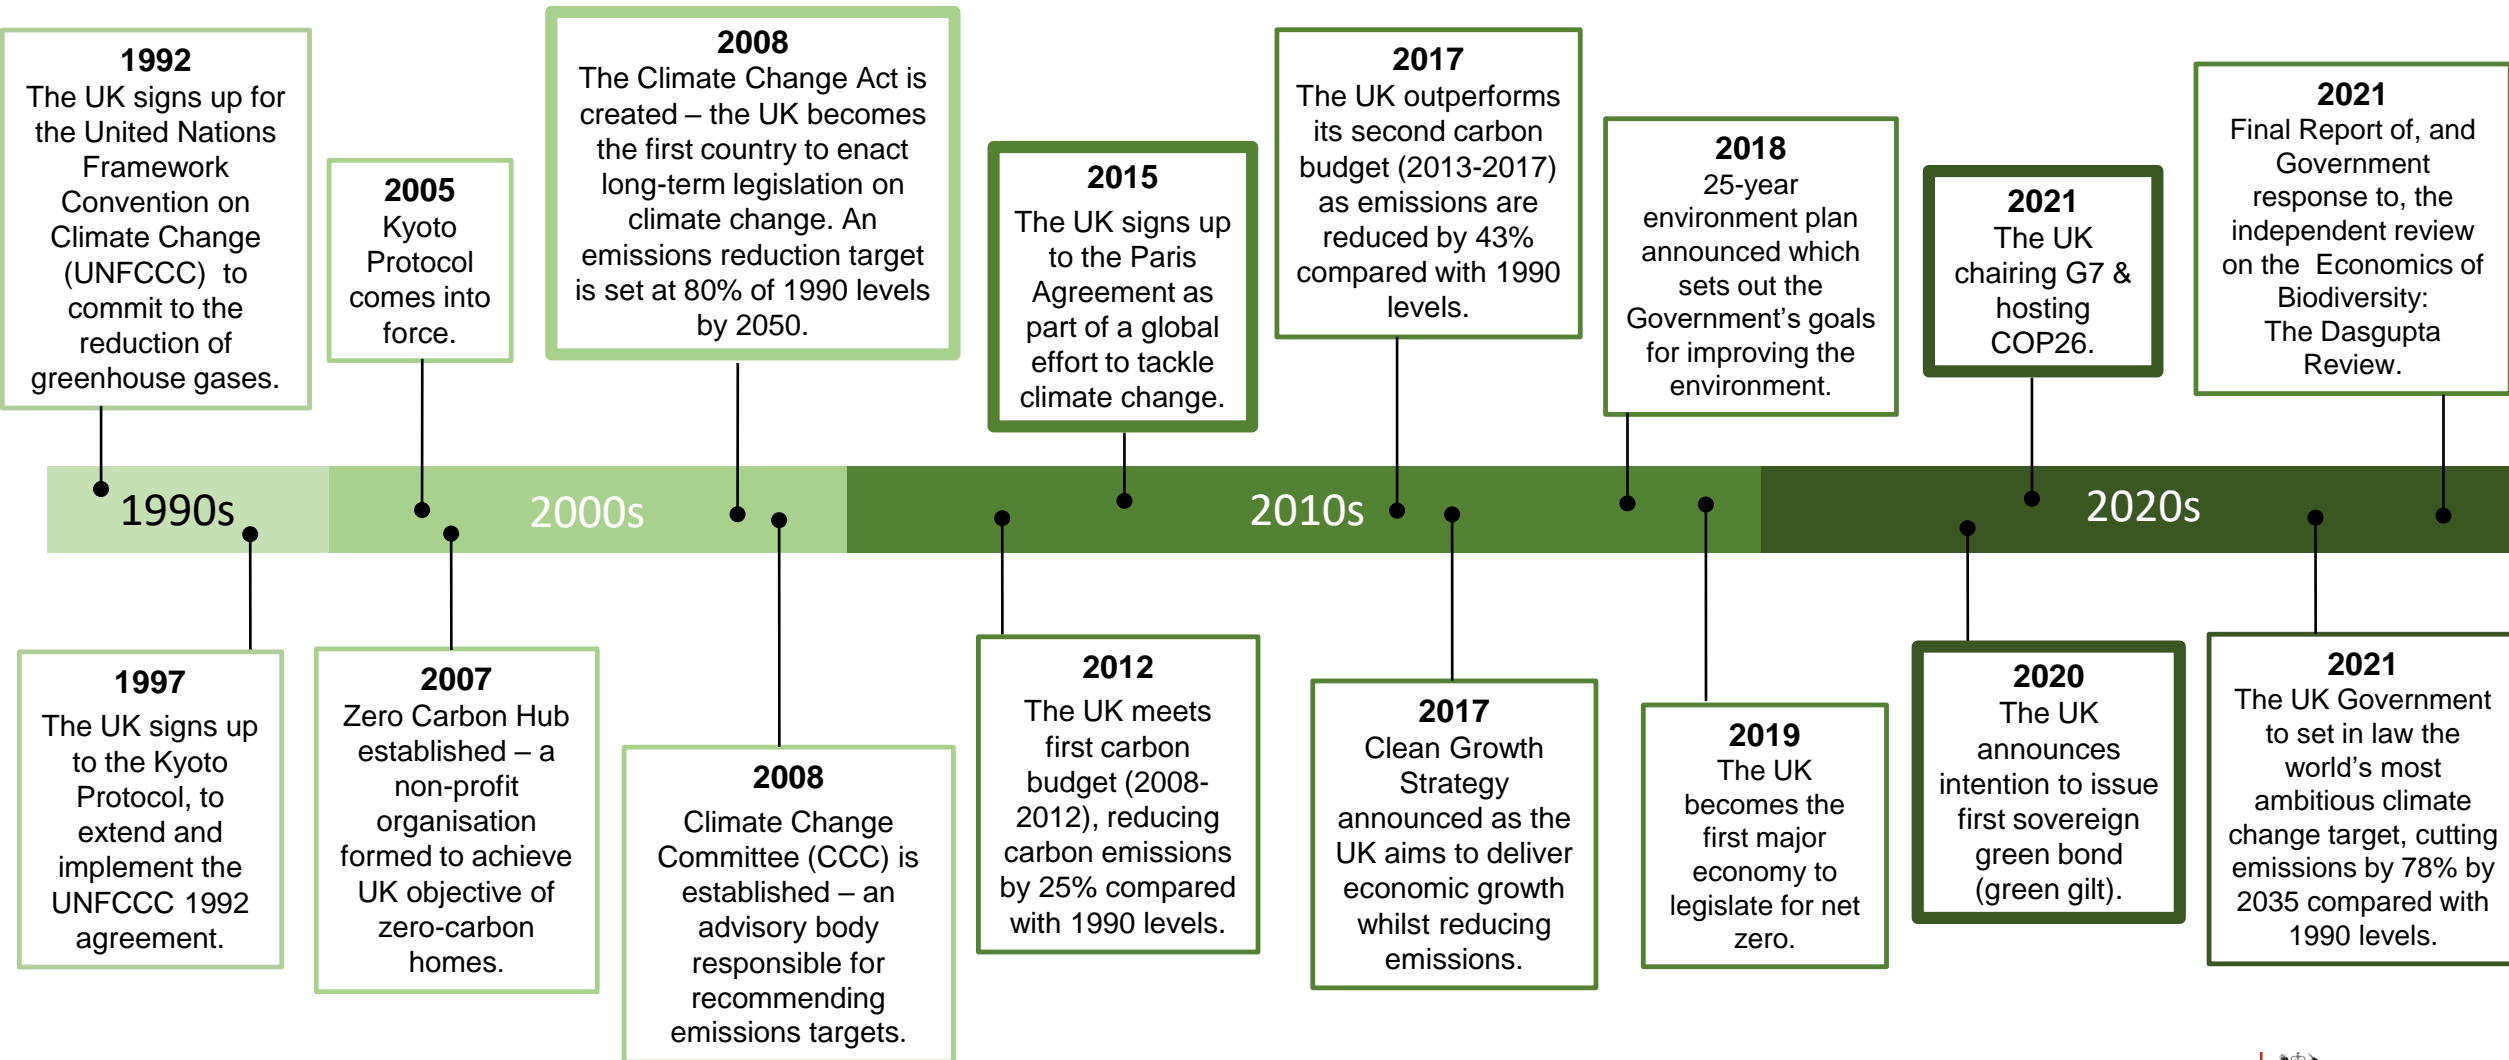 1992
The UK signs up for
the United Nations
Framework
Convention on
Climate Change
(UNFCCC) to
commit to the
reduction of
greenhouse gases.
2005
Kyoto
Protocol
comes into
force.
2008
The Climate Change Act is
created – the UK becomes
the first country to enact
long-term legislation on
climate change. An
emissions reduction target
is set at 80% of 1990 levels
by 2050.
2015
The UK signs up
to the Paris
Agreement as
part of a global
effort to tackle
climate change.
2017
The UK outperforms
its second carbon
budget (2013-2017)
as emissions are
reduced by 43%
compared with 1990
levels.
2018
25-year
environment plan
announced which
sets out the
Government's goals
for improving the
environment.
2021
The UK
chairing G7 &
hosting
COP26.
2021
Final Report of, and
Government
response to, the
independent review
on the Economics of
Biodiversity:
The Dasgupta
Review.
1990s
2000s
2010s
2020s
1997
The UK signs up
to the Kyoto
Protocol, to
extend and
implement the
UNFCCC 1992
agreement.
2007
Zero Carbon Hub
established – a
non-profit
organisation
formed to achieve
UK objective of
zero-carbon
homes.
2008
Climate Change
Committee (CCC) is
established – an
advisory body
responsible for
recommending
emissions targets.
2012
The UK meets
first carbon
budget (2008-
2012), reducing
carbon emissions
by 25% compared
with 1990 levels.
2017
Clean Growth
Strategy
announced as the
UK aims to deliver
economic growth
whilst reducing
emissions.
2019
The UK
becomes the
first major
economy to
legislate for net
zero.
2020
The UK
announces
intention to issue
first sovereign
green bond
(green gilt).
2021
The UK Government
to set in law the
world's most
ambitious climate
change target, cutting
emissions by 78% by
2035 compared with
1990 levels.